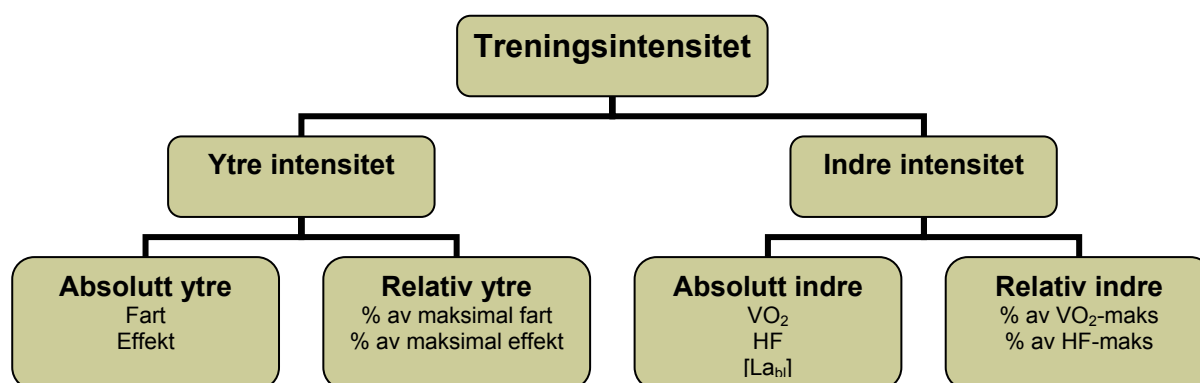 Treningsintensitet
Ytre intensitet
Indre intensitet
Absolutt ytre
Fart
Effekt
Relativ ytre
% av maksimal fart
% av maksimal effekt
Absolutt indre
VO₂
HF
[La_bl]
Relativ indre
% av VO₂-maks
% av HF-maks